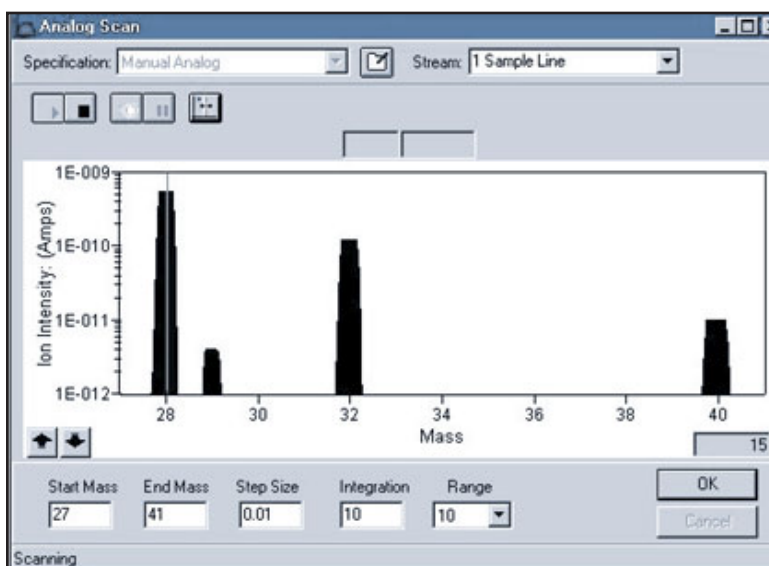 Analog Scan
Specification: Manual Analog Stream: 1 Sample Line
1E-009
1E-010
1E-011
1E-012
Ion Intensity: (Amps)
28 30 32 34 36 38 40
Mass
15
Start Mass End Mass Step Size Integration Range
27 41 0.01 10 10
OK
Cancel
Scanning